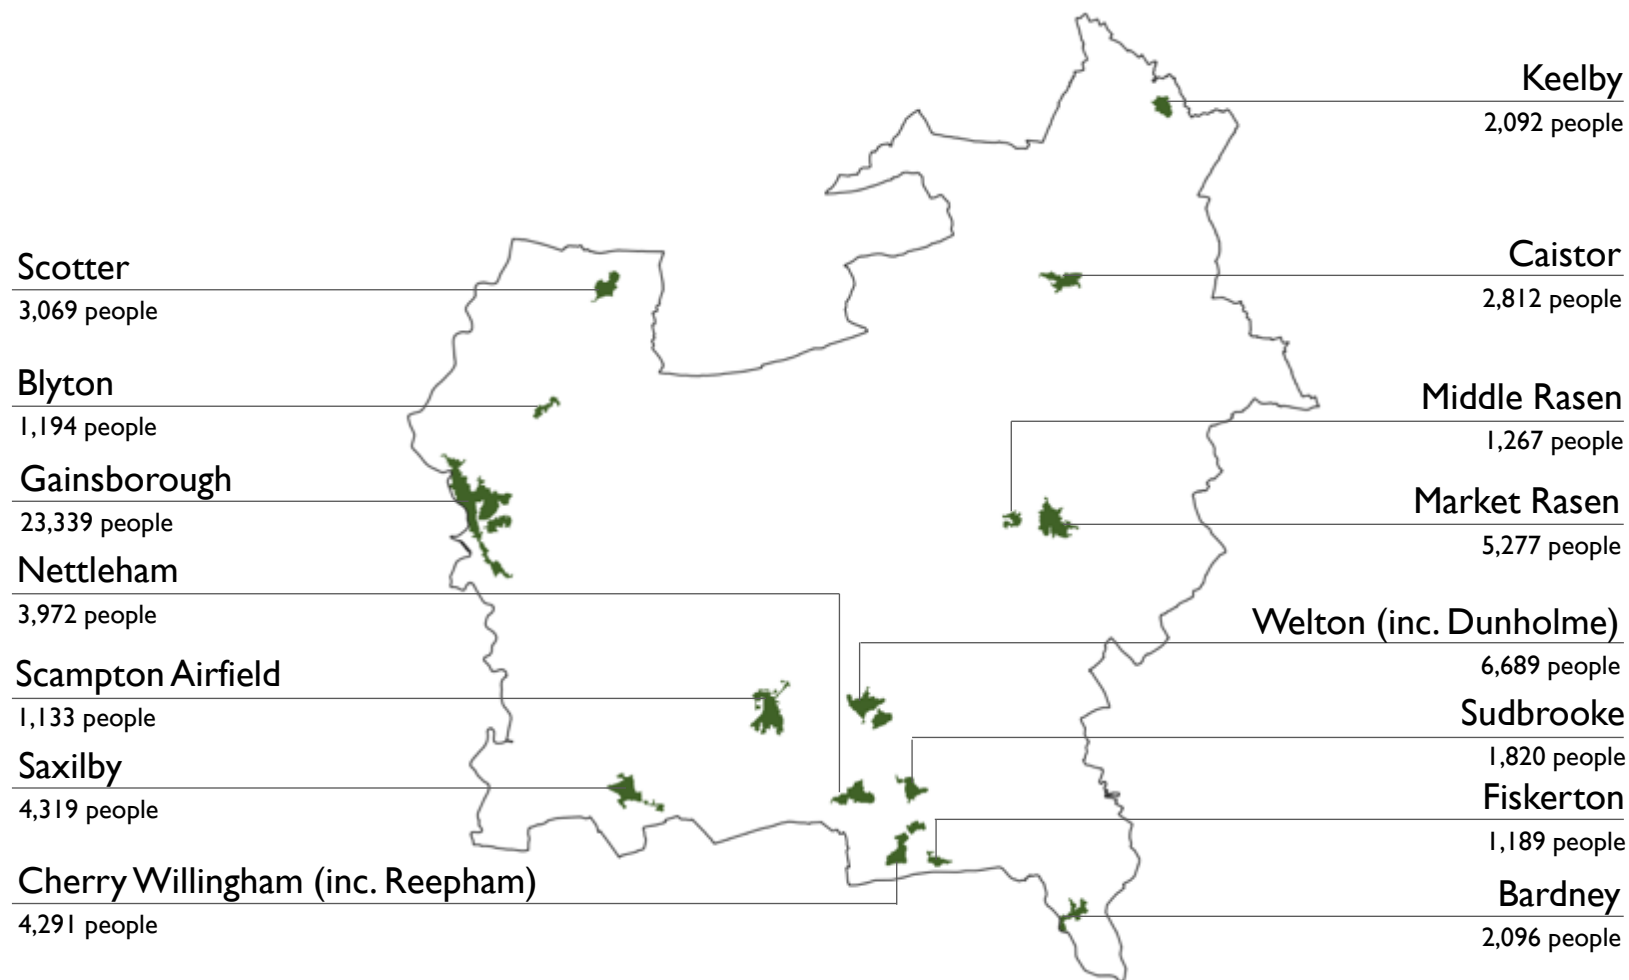 Scotter
3,069 people
Blyton
1,194 people
Gainsborough
23,339 people
Nettleham
3,972 people
Scampton Airfield
1,133 people
Saxilby
4,319 people
Cherry Willingham (inc. Reepham)
4,291 people
Keelby
2,092 people
Caistor
2,812 people
Middle Rasen
1,267 people
Market Rasen
5,277 people
Welton (inc. Dunholme)
6,689 people
Sudbrooke
1,820 people
Fiskerton
1,189 people
Bardney
2,096 people